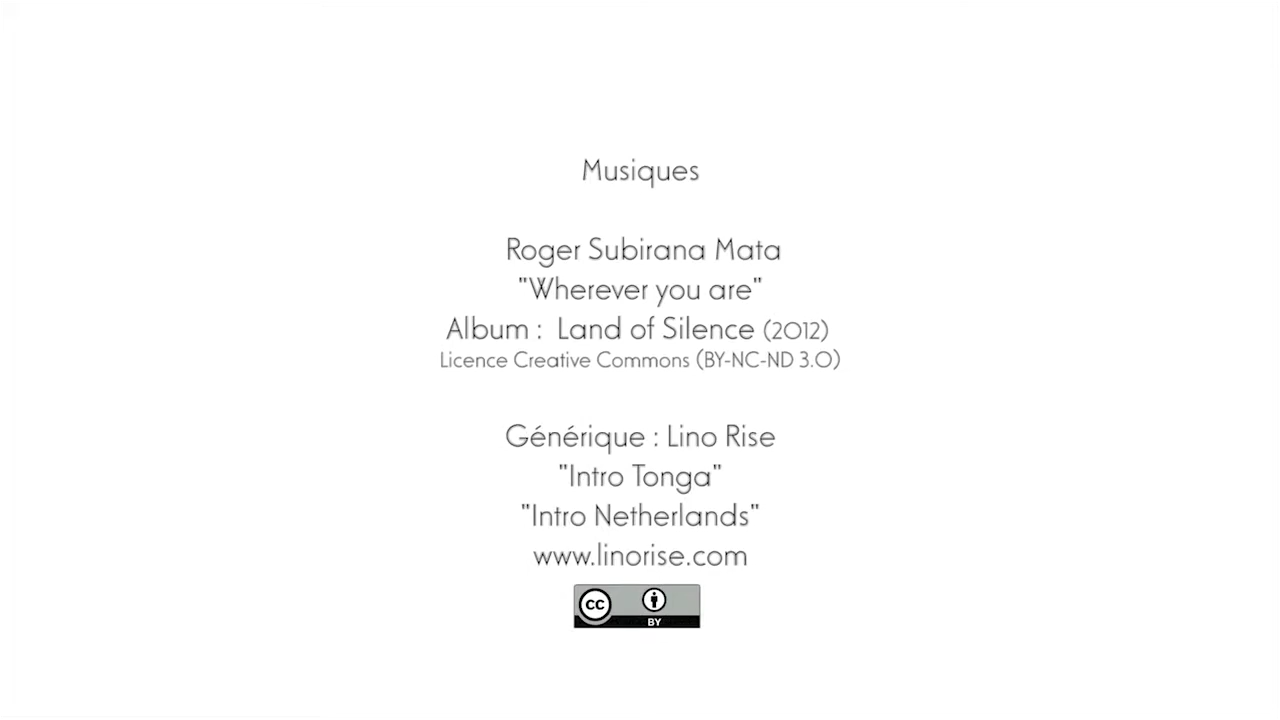 Musiques
Roger Subirana Mata
"Wherever you are"
Album :  Land of Silence (2012)
Licence Creative Commons (BY-NC-ND 3.0)
Générique : Lino Rise
"Intro Tonga"
"Intro Netherlands"
www.linorise.com
cc
BY